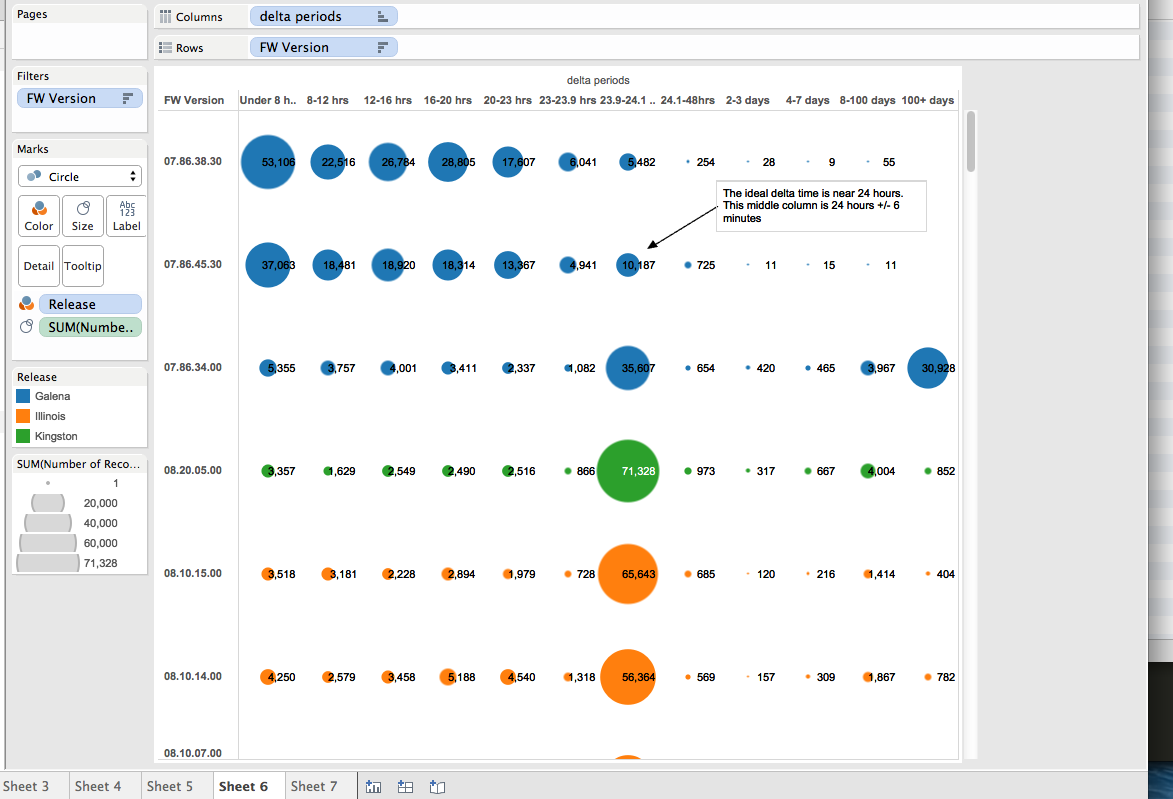 Pages
Columns
delta periods
Rows
FW Version
Filters
FW Version
Marks
Circle
Color
Size
Abc
123
Label
Detail
Tooltip
Release
SUM(Numbe..
Release
Galena
Illinois
Kingston
SUM(Number of Reco...
1
20,000
40,000
60,000
71,328
delta periods
FW Version Under 8 h.. 8-12 hrs 12-16 hrs 16-20 hrs 20-23 hrs 23-23.9 hrs 23.9-24.1 .. 24.1-48hrs 2-3 days 4-7 days 8-100 days 100+ days
07.86.38.30 53,106 22,516 26,784 28,805 17,607 6,041 5,482 254 28 9 55
The ideal delta time is near 24 hours.
This middle column is 24 hours +/- 6
minutes
07.86.45.30 37,063 18,481 18,920 18,314 13,367 4,941 10,187 725 11 15 11
07.86.34.00 5,355 3,757 4,001 3,411 2,337 1,082 35,607 654 420 465 3,967 30,928
08.20.05.00 3,357 1,629 2,549 2,490 2,516 866 71,328 973 317 667 4,004 852
08.10.15.00 3,518 3,181 2,228 2,894 1,979 728 65,643 685 120 216 1,414 404
08.10.14.00 4,250 2,579 3,458 5,188 4,540 1,318 56,364 569 157 309 1,867 782
08.10.07.00
Sheet 3 Sheet 4 Sheet 5 Sheet 6 Sheet 7